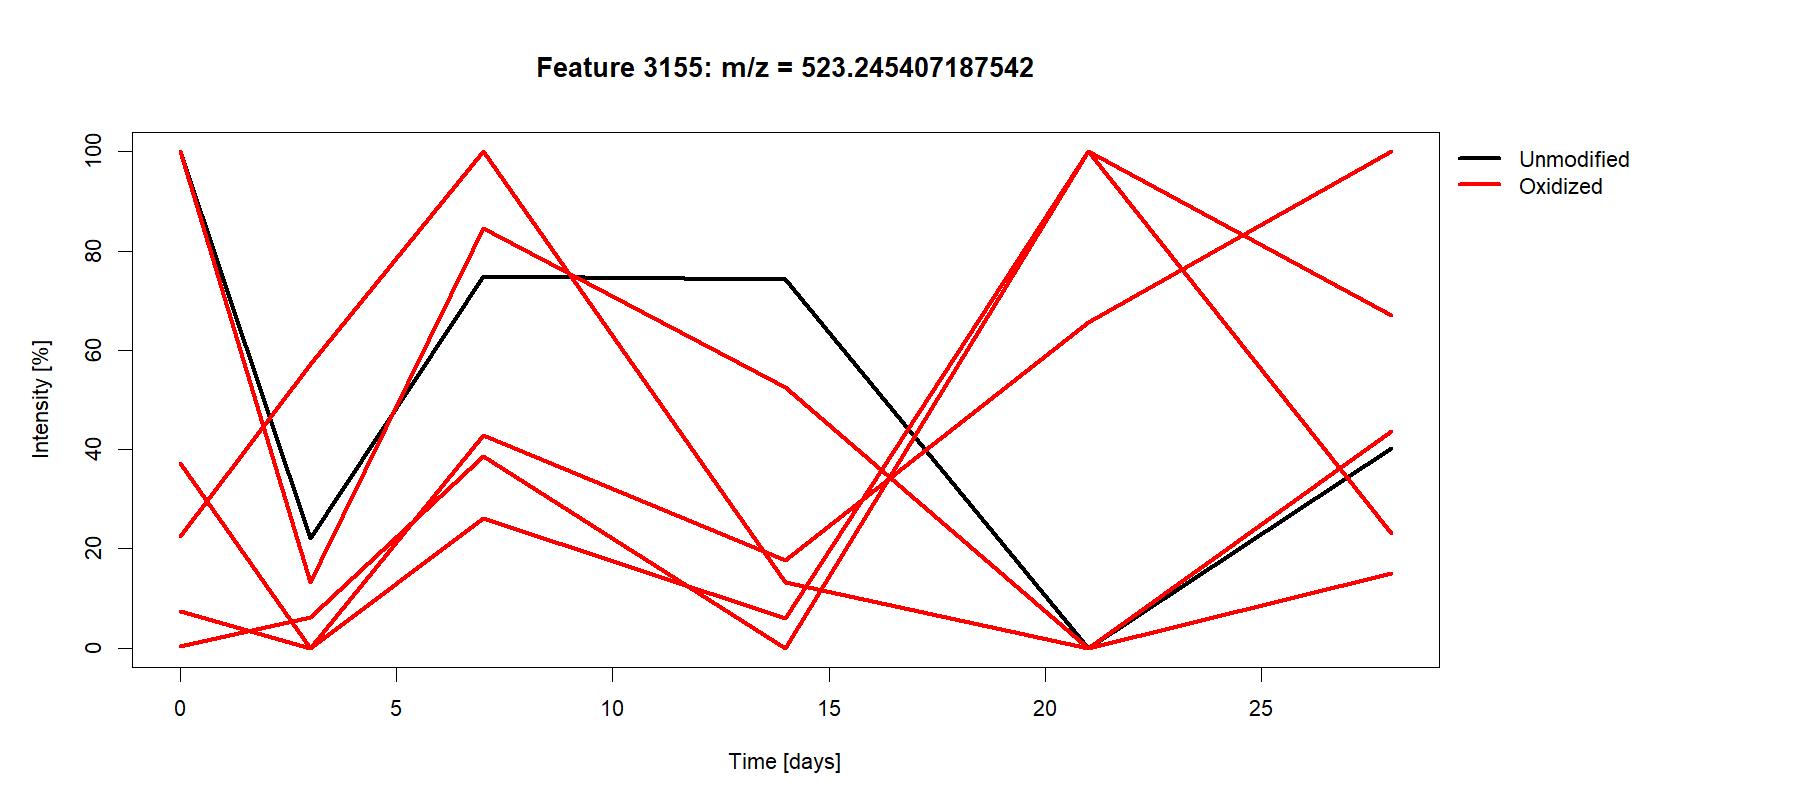 Feature 3155: m/z = 523.245407187542
Unmodified
Oxidized
100
80
60
40
20
0
Intensity [%]
0 5 10 15 20 25
Time [days]